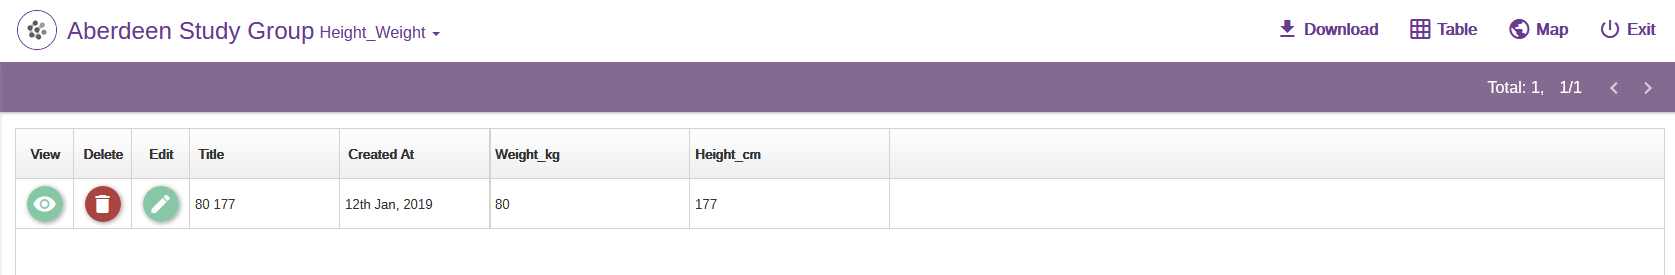 Aberdeen Study Group Height_Weight
Download Table Map Exit
Total: 1, 1/1
View Delete Edit Title Created At Weight_kg Height_cm
80 177 12th Jan, 2019 80 177